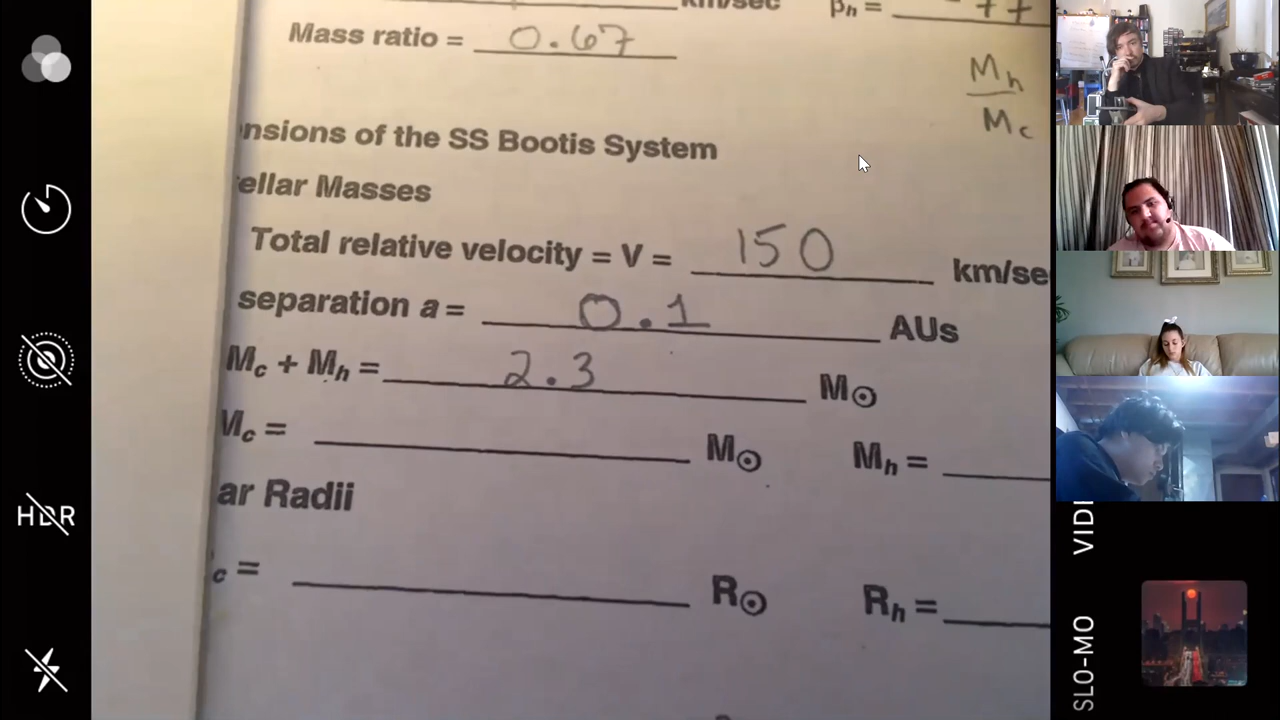 km/sec βh = 77
Mass ratio = 0.67
Mh
Mc
nsions of the SS Bootis System
ellar Masses
Total relative velocity = V = 150 km/se
separation a = 0.1 AUs
Mc + Mh = 2.3 M☉
Mc = M☉ Mh =
ar Radii
c = R☉ Rh =
HDR
VIDE
SLO-MO